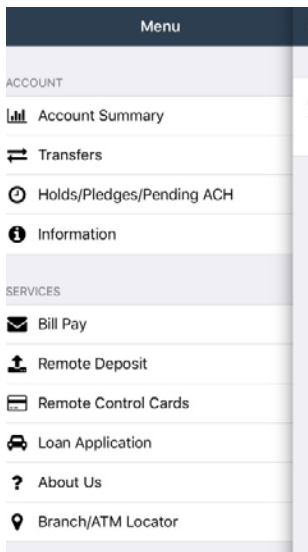 Menu
ACCOUNT
Account Summary
Transfers
Holds/Pledges/Pending ACH
Information
SERVICES
Bill Pay
Remote Deposit
Remote Control Cards
Loan Application
About Us
Branch/ATM Locator